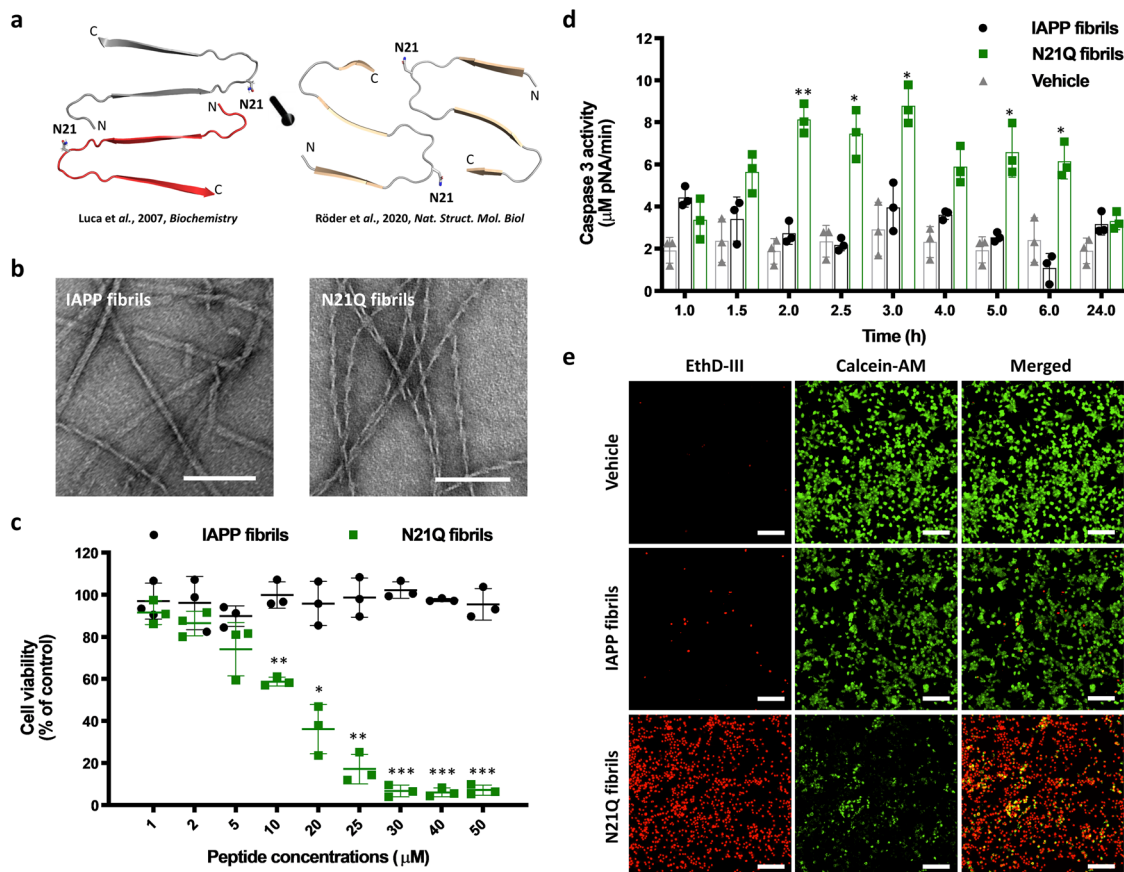 a
C
N21
N
N21
N
C
Luca et al., 2007, Biochemistry
N21
C
N
N
C
N21
Röder et al., 2020, Nat. Struct. Mol. Biol
b
IAPP fibrils
N21Q fibrils
c
IAPP fibrils
N21Q fibrils
120
100
80
60
40
20
0
Cell viability
(% of control)
**
*
**
***
***
***
1
2
5
10
20
25
30
40
50
Peptide concentrations (μM)
d
IAPP fibrils
N21Q fibrils
Vehicle
12
10
8
6
4
2
0
Caspase 3 activity
(μM pNA/min)
**
*
*
*
*
1.0
1.5
2.0
2.5
3.0
4.0
5.0
6.0
24.0
Time (h)
e
EthD-III
Calcein-AM
Merged
Vehicle
IAPP fibrils
N21Q fibrils